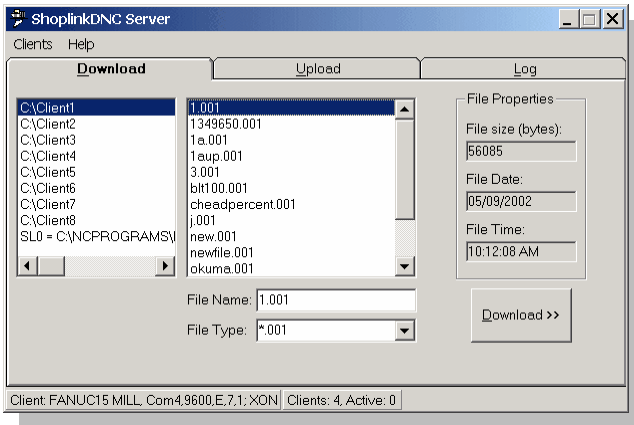 ShoplinkDNC Server
Clients Help
Download Upload Log
C:\Client1
C:\Client2
C:\Client3
C:\Client4
C:\Client5
C:\Client6
C:\Client7
C:\Client8
SL0 = C:\NCPROGRAMS\
1.001
1349650.001
1a.001
1aup.001
3.001
blt100.001
cheadpercent.001
j.001
new.001
newfile.001
okuma.001
File Name: 1.001
File Type: *.001
File Properties
File size (bytes):
56085
File Date:
05/09/2002
File Time:
10:12:08 AM
Download >>
Client: FANUC15 MILL, Com4,9600,E,7,1; XON Clients: 4, Active: 0